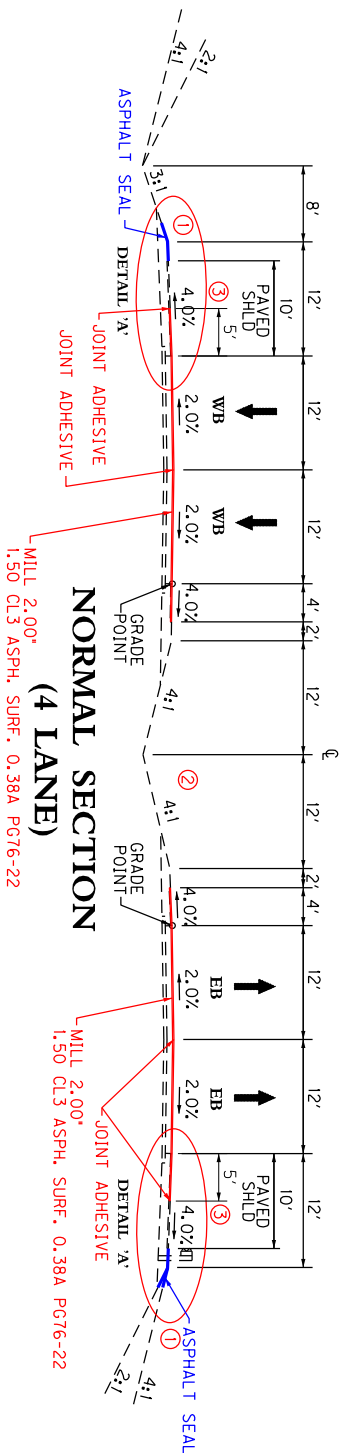 8'
12'
12'
12'
4'
2'
12'
℄
12'
2'
4'
12'
12'
12'
10'
PAVED
SHLD
5'
③
WB
WB
EB
EB
10'
PAVED
SHLD
5'
③
2:1
4:1
3:1
①
4.0%
2.0%
2.0%
4.0%
4:1
②
4:1
4.0%
2.0%
2.0%
4.0%
①
4:1
2:1
ASPHALT SEAL
DETAIL 'A'
JOINT ADHESIVE
JOINT ADHESIVE
GRADE
POINT
GRADE
POINT
DETAIL 'A'
ASPHALT SEAL
JOINT ADHESIVE
MILL 2.00"
1.50 CL3 ASPH. SURF. 0.38A PG76-22
MILL 2.00"
1.50 CL3 ASPH. SURF. 0.38A PG76-22
NORMAL SECTION
(4 LANE)